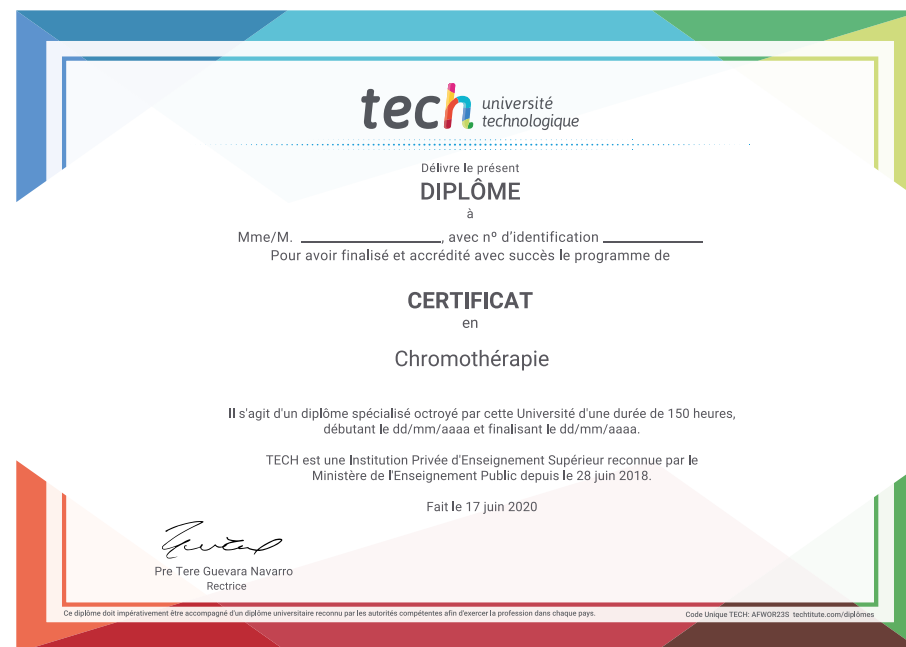 tech université
technologique
Délivre le présent
DIPLÔME
à
Mme/M. ____________________, avec nº d'identification ______________
Pour avoir finalisé et accrédité avec succès le programme de
CERTIFICAT
en
Chromothérapie
Il s'agit d'un diplôme spécialisé octroyé par cette Université d'une durée de 150 heures,
débutant le dd/mm/aaaa et finalisant le dd/mm/aaaa.
TECH est une Institution Privée d'Enseignement Supérieur reconnue par le
Ministère de l'Enseignement Public depuis le 28 juin 2018.
Fait le 17 juin 2020
Pre Tere Guevara Navarro
Rectrice
Ce diplôme doit impérativement être accompagné d'un diplôme universitaire reconnu par les autorités compétentes afin d'exercer la profession dans chaque pays.
Code Unique TECH: AFWOR23S techtitute.com/diplômes